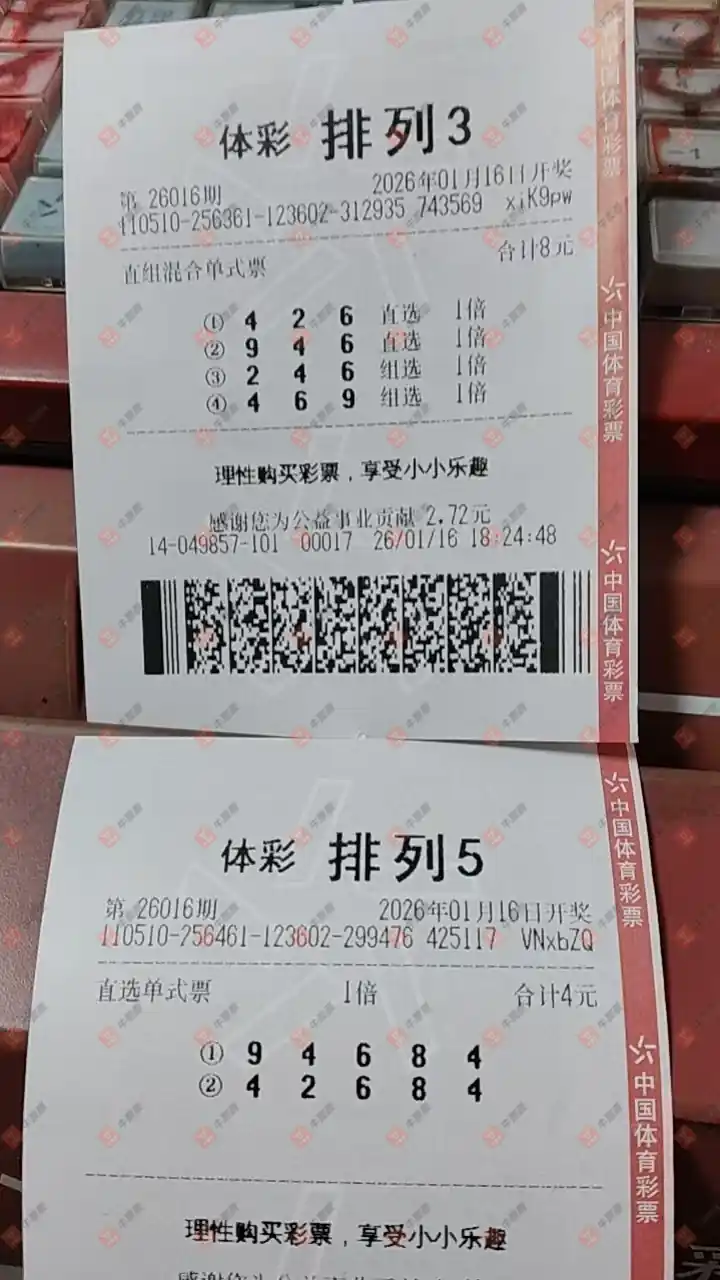 体彩 排列3
第 26016期 2026年01月16日开奖
110510-256361-123602-312935 743569 xiK9pw
直组混合单式票 合计8元
① 4 2 6 直选 1倍
② 9 4 6 直选 1倍
③ 2 4 6 组选 1倍
④ 4 6 9 组选 1倍
理性购买彩票，享受小小乐趣
感谢您为公益事业贡献 2.72元
14-049857-101 00017 26/01/16 18:24:48
中国体育彩票
中国体育彩票
中国体育彩票
体彩 排列5
第 26016期 2026年01月16日开奖
110510-256461-123602-299476 425117 VNxbZQ
直选单式票 1倍 合计4元
① 9 4 6 8 4
② 4 2 6 8 4
理性购买彩票，享受小小乐趣
中国体育彩票
中国体育彩票